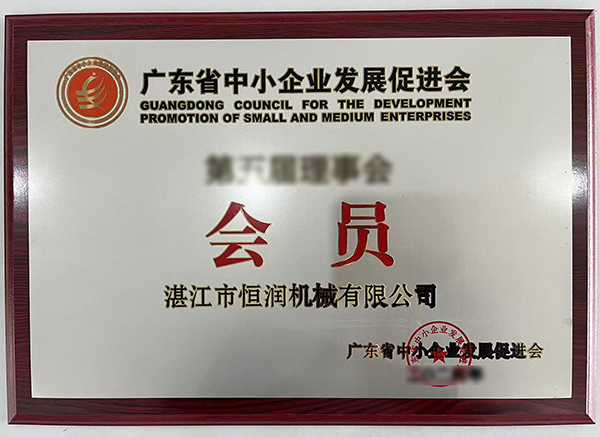 广东省中小企业发展促进会
GUANGDONG COUNCIL FOR THE DEVELOPMENT
PROMOTION OF SMALL AND MEDIUM ENTERPRISES
会员
湛江市恒润机械有限公司
广东省中小企业发展促进会